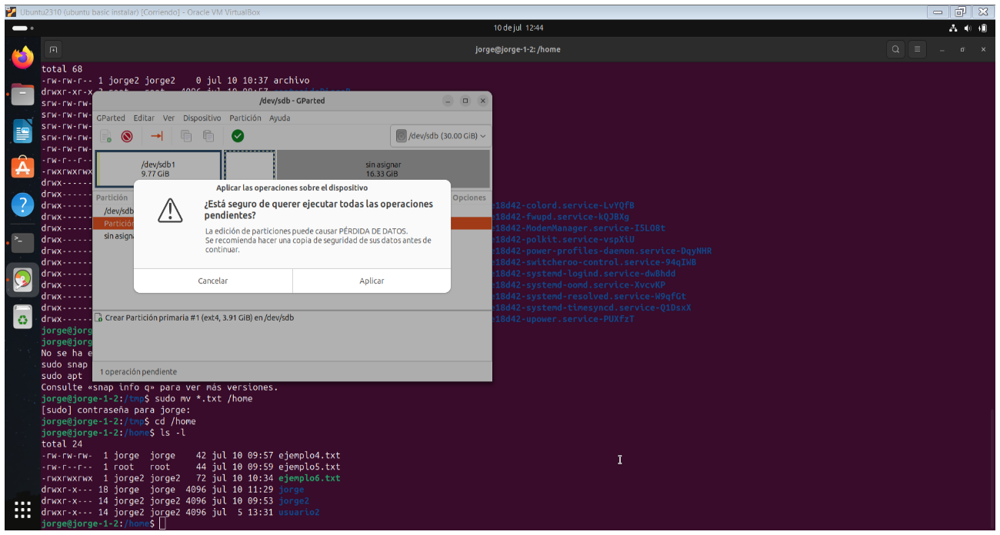 Ubuntu2310 (ubuntu basic instalar) [Corriendo] - Oracle VM VirtualBox
10 de jul 12:44
jorge@jorge-1-2: /home
total 68
-rw-rw-r-- 1 jorge2 jorge2 0 jul 10 10:37 archivo
drwxr-xr-x
srw-rw-rw-
srw-rw-rw-
srw-rw-rw-
srw-rw-rw-
-rw-rw-rw-
-rw-r--r--
-rwxrwxrwx
drwx------
drwx------
drwx------
drwx------
drwx------
drwx------
drwx------
drwx------
drwx------
drwx------
drwx------
drwx------
drwx------
/dev/sdb - GParted
GParted Editar Ver Dispositivo Partición Ayuda
/dev/sdb (30.00 GiB)
/dev/sdb1
9.77 GiB
sin asignar
16.33 GiB
Partición
Opciones
/dev/sdb
Partición
sin asigna
Aplicar las operaciones sobre el dispositivo
¿Está seguro de querer ejecutar todas las operaciones
pendientes?
La edición de particiones puede causar PÉRDIDA DE DATOS.
Se recomienda hacer una copia de seguridad de sus datos antes de
continuar.
Cancelar Aplicar
Crear Partición primaria #1 (ext4, 3.91 GiB) en /dev/sdb
1 operación pendiente
e18d42-colord.service-LvYQfB
e18d42-fwupd.service-kQJBXg
e18d42-ModemManager.service-I5LO8t
e18d42-polkit.service-vspXiU
e18d42-power-profiles-daemon.service-DqyNHR
e18d42-switcheroo-control.service-94qIWB
e18d42-systemd-logind.service-dwBhdd
e18d42-systemd-oomd.service-XvcvKP
e18d42-systemd-resolved.service-W9qfGt
e18d42-systemd-timesyncd.service-Q1DsxX
e18d42-upower.service-PUXfzT
jorge@jorg
jorge@jorg
No se ha e
sudo snap
sudo apt
Consulte «snap info q» para ver más versiones.
jorge@jorge-1-2:/tmp$ sudo mv *.txt /home
[sudo] contraseña para jorge:
jorge@jorge-1-2:/tmp$ cd /home
jorge@jorge-1-2:/home$ ls -l
total 24
-rw-rw-rw- 1 jorge jorge 42 jul 10 09:57 ejemplo4.txt
-rw-r--r-- 1 root root 44 jul 10 09:59 ejemplo5.txt
-rwxrwxrwx 1 jorge2 jorge2 72 jul 10 10:34 ejemplo6.txt
drwxr-x--- 18 jorge jorge 4096 jul 10 11:29 jorge
drwxr-x--- 14 jorge2 jorge2 4096 jul 10 09:53 jorge2
drwxr-x--- 14 jorge2 jorge2 4096 jul 5 13:31 usuario2
jorge@jorge-1-2:/home$